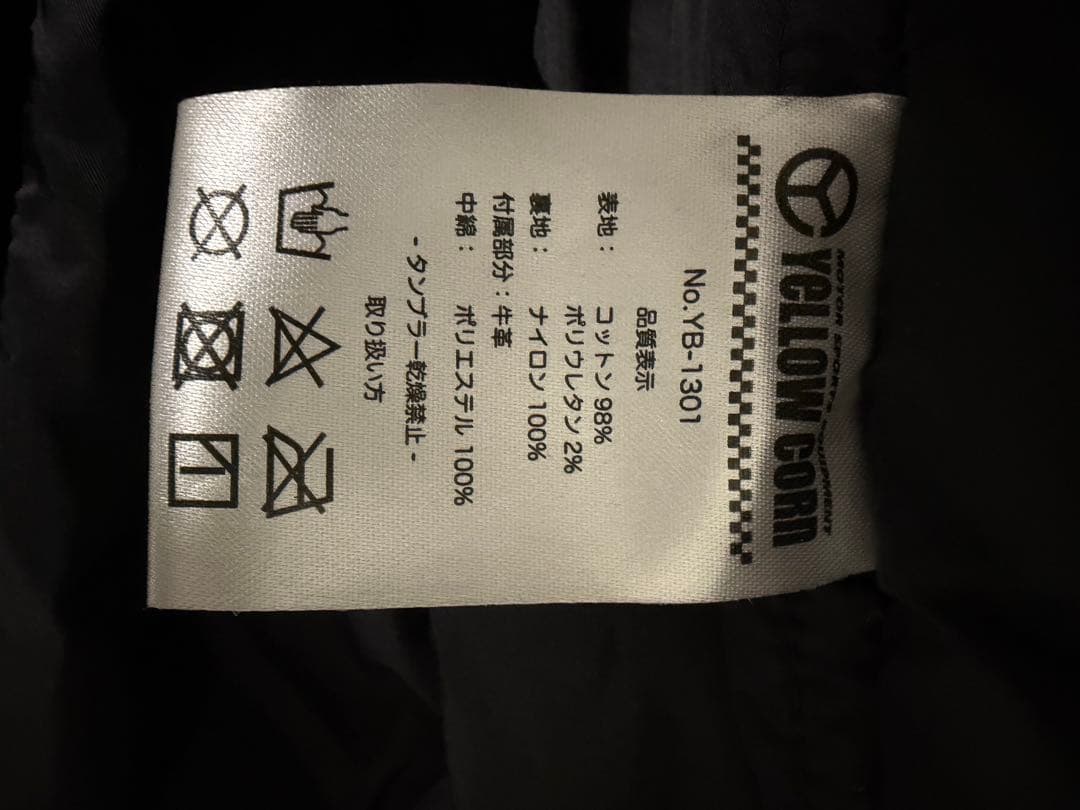 MOTOR SPORTS EQUIPMENT
YeLLOW CORN
No.YB-1301
品質表示
表地： コットン 98%
ポリウレタン 2%
裏地： ナイロン 100%
付属部分：牛革
中綿： ポリエステル 100%
- タンブラー乾燥禁止 -
取り扱い方